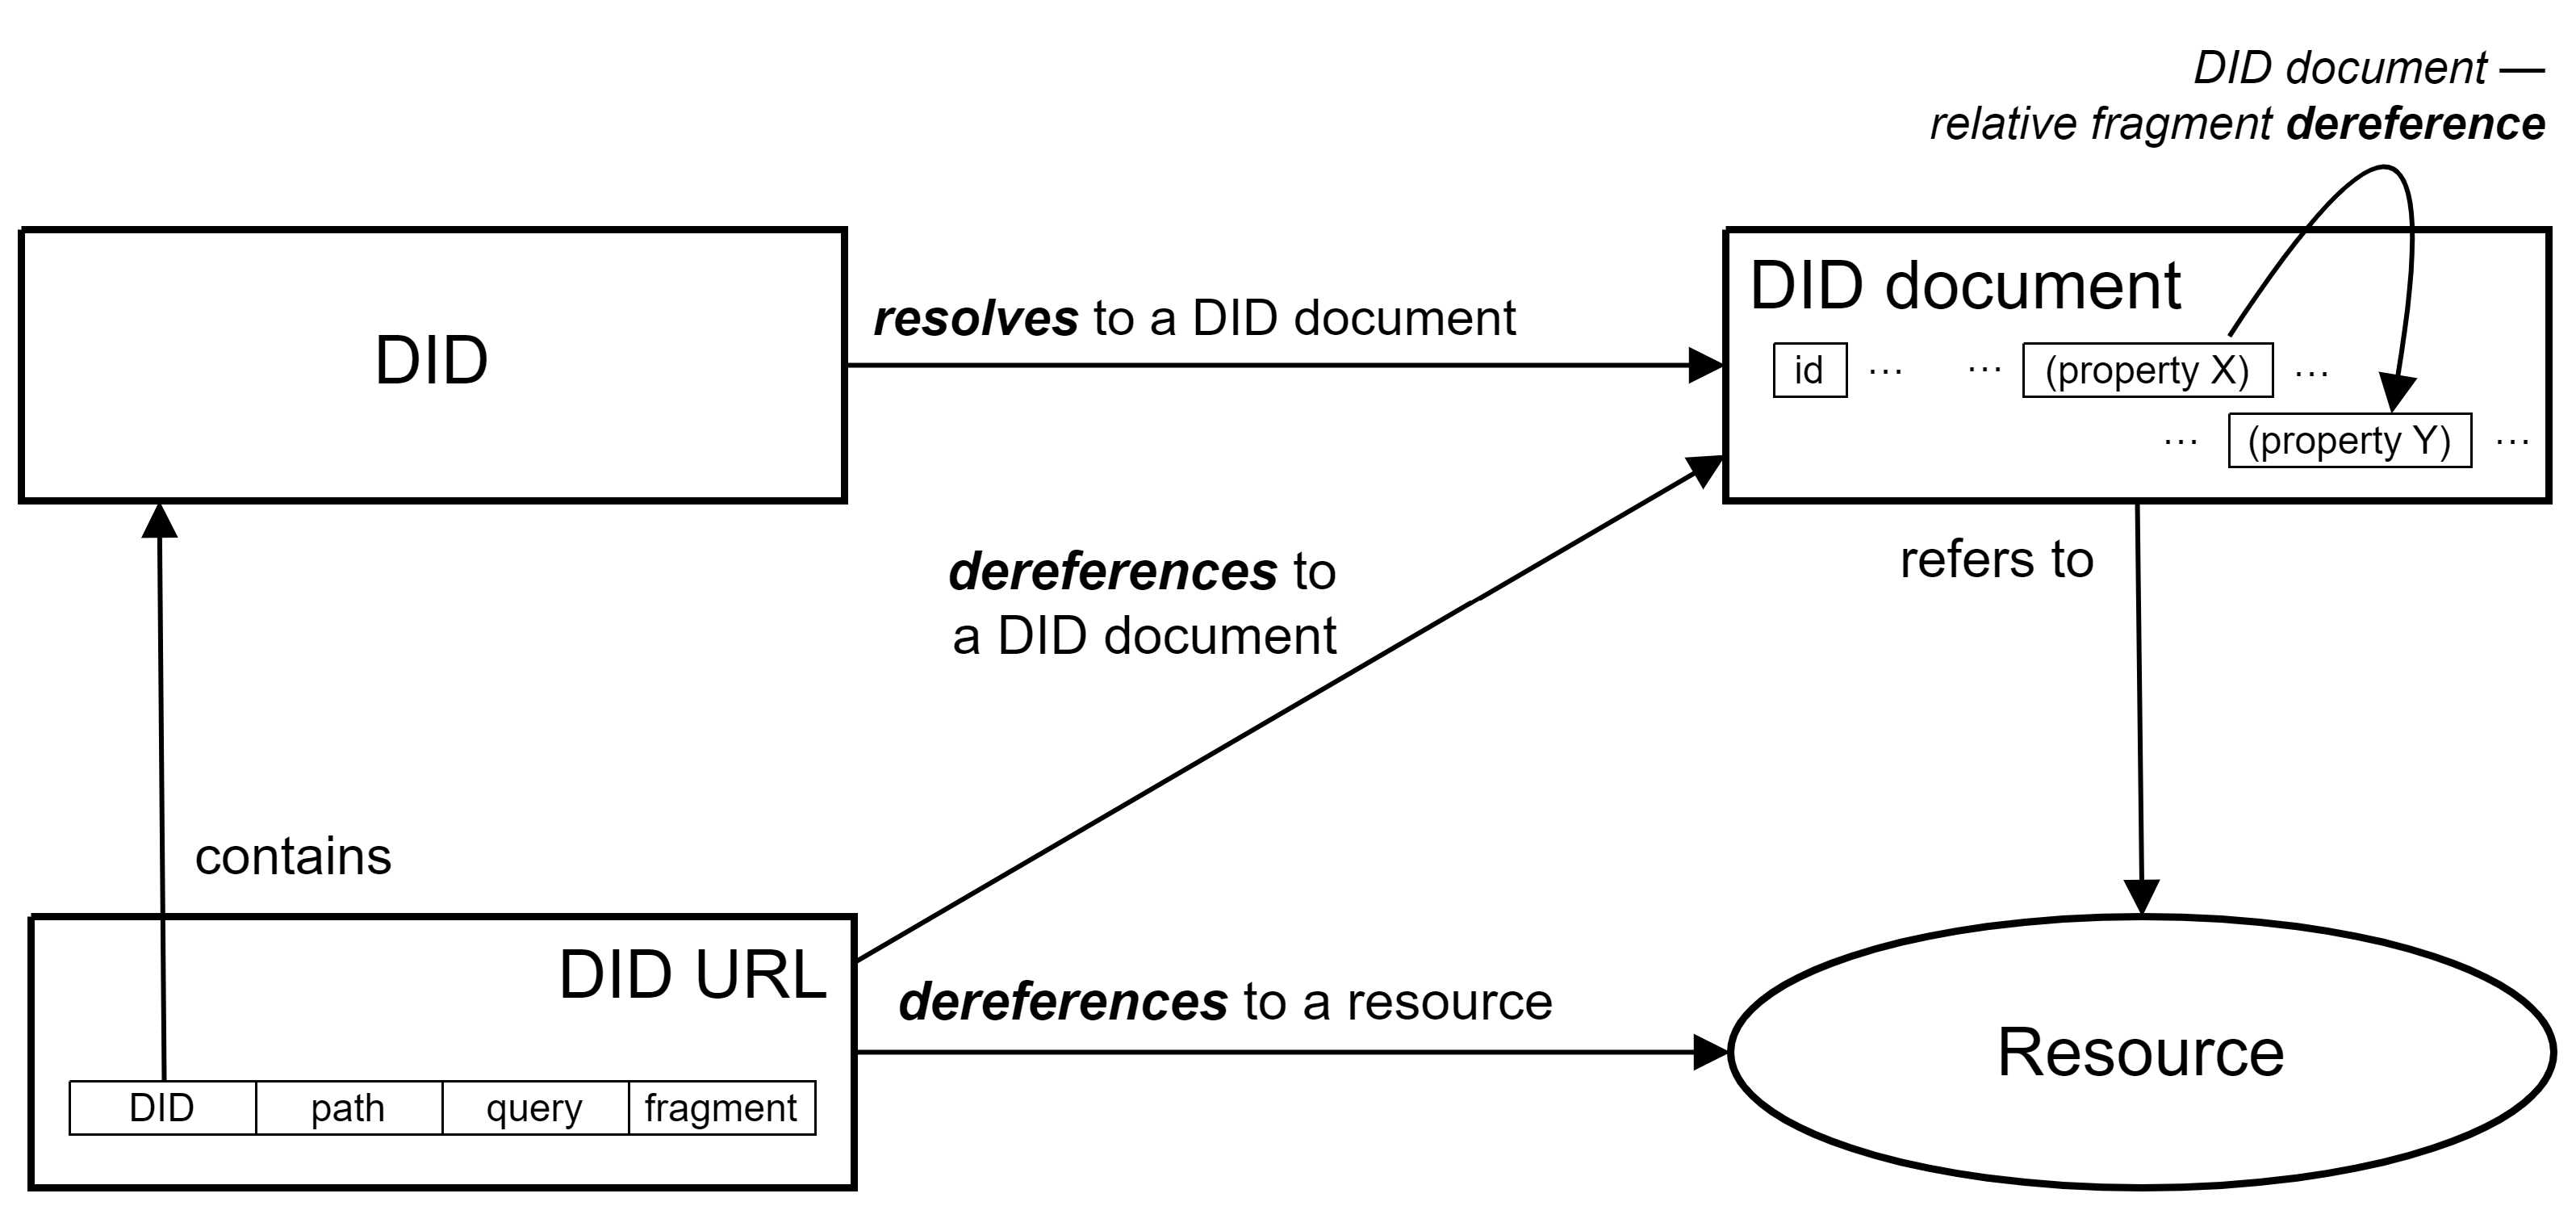 DID document —
relative fragment dereference
DID
resolves to a DID document
DID document
id ... ... (property X) ...
... (property Y) ...
dereferences to
a DID document
refers to
contains
DID URL
DID path query fragment
dereferences to a resource
Resource